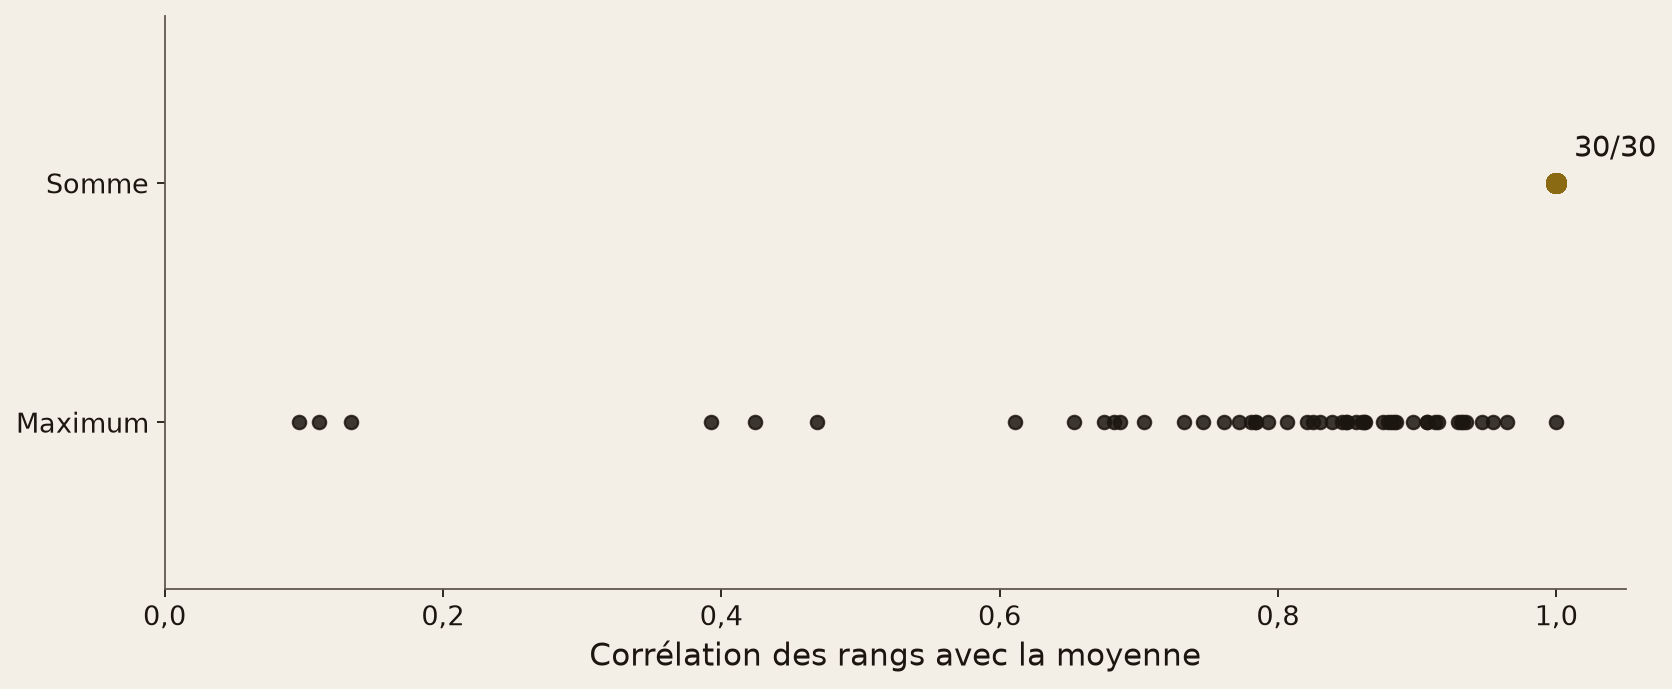 30/30
Somme
Maximum
0,0 0,2 0,4 0,6 0,8 1,0
Corrélation des rangs avec la moyenne